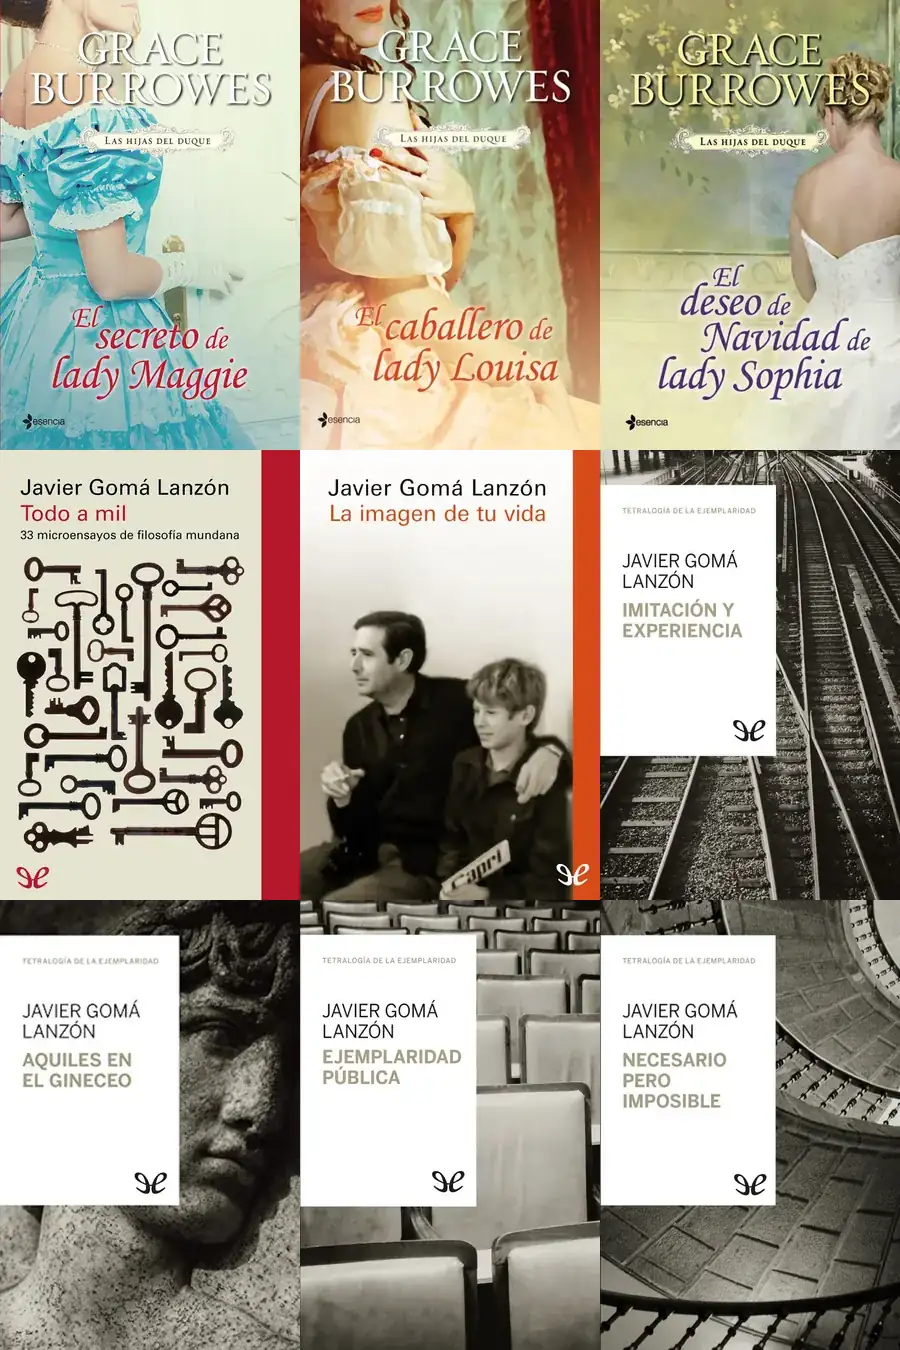 GRACE
BURROWES
LAS HIJAS DEL DUQUE
El
secreto de
lady Maggie
esencia
GRACE
BURROWES
LAS HIJAS DEL DUQUE
El
caballero de
lady Louisa
esencia
GRACE
BURROWES
LAS HIJAS DEL DUQUE
El
deseo de
Navidad de
lady Sophia
esencia
Javier Gomá Lanzón
Todo a mil
33 microensayos de filosofía mundana
Javier Gomá Lanzón
La imagen de tu vida
capri
TETRALOGÍA DE LA EJEMPLARIDAD
JAVIER GOMÁ
LANZÓN
IMITACIÓN Y
EXPERIENCIA
TETRALOGÍA DE LA EJEMPLARIDAD
JAVIER GOMÁ
LANZÓN
AQUILES EN
EL GINECEO
TETRALOGÍA DE LA EJEMPLARIDAD
JAVIER GOMÁ
LANZÓN
EJEMPLARIDAD
PÚBLICA
TETRALOGÍA DE LA EJEMPLARIDAD
JAVIER GOMÁ
LANZÓN
NECESARIO
PERO
IMPOSIBLE